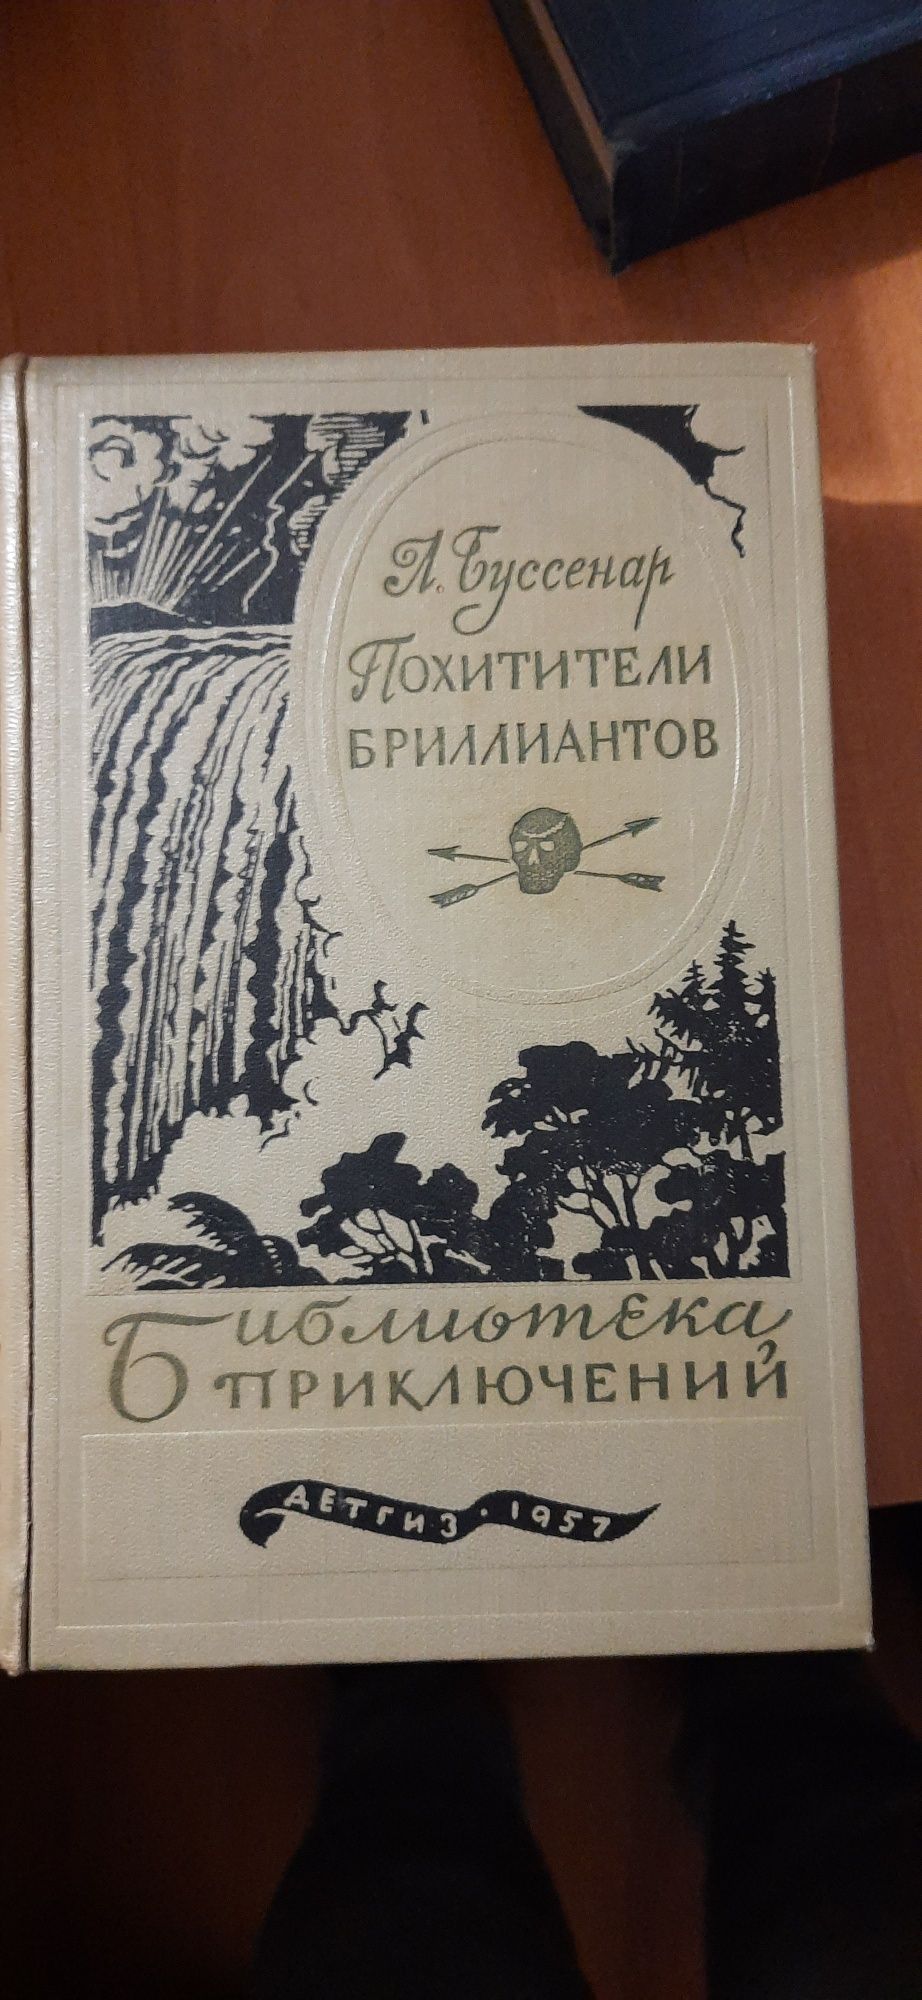 Л. Буссенар
Похитители
бриллиантов
Библиотека
приключений
ДЕТГИЗ · 1957